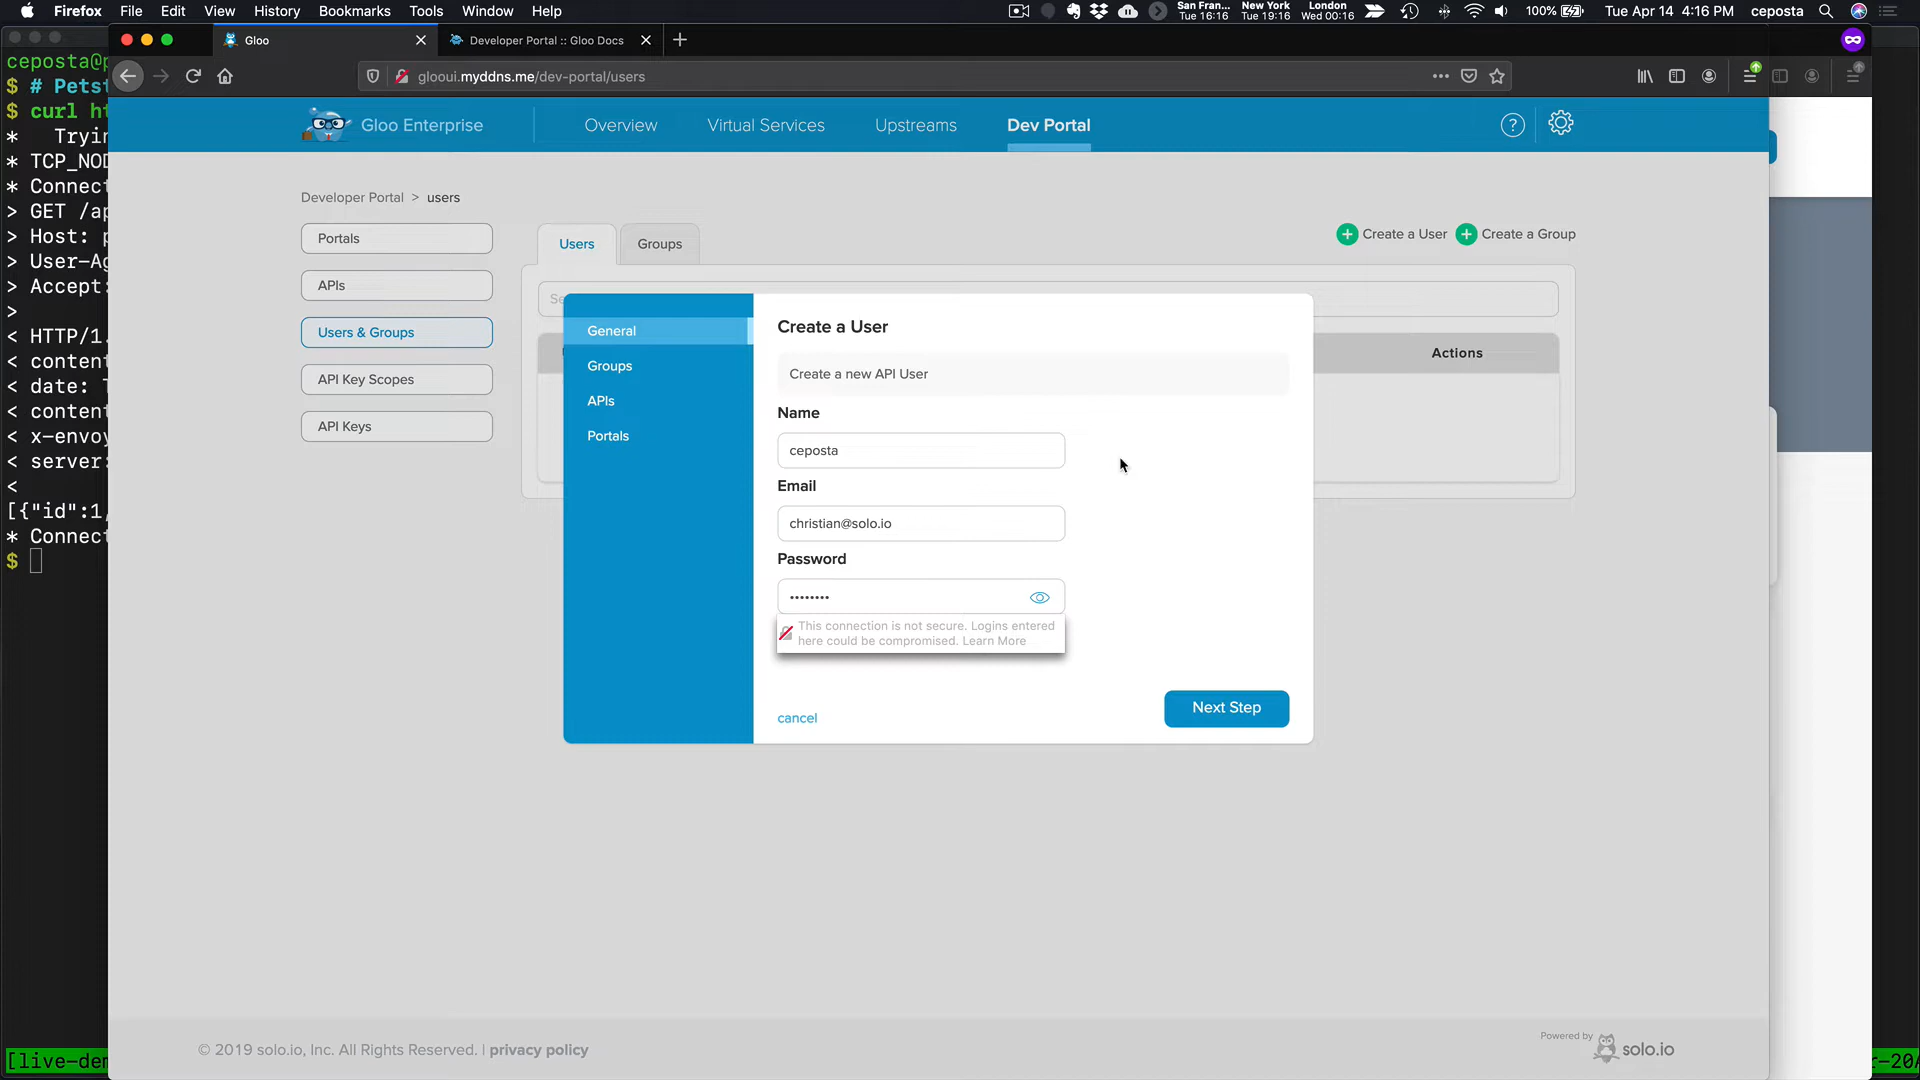 Firefox File Edit View History Bookmarks Tools Window Help
San Fran... Tue 16:16 New York Tue 19:16 London Wed 00:16 100% Tue Apr 14 4:16 PM ceposta
Gloo
Developer Portal :: Gloo Docs
glooui.myddns.me/dev-portal/users
ceposta@p
$ # Petst
$ curl ht
* Tryin
* TCP_NOD
* Connect
> GET /ap
> Host: p
> User-Ag
> Accept:
>
< HTTP/1.
< content
< date: T
< content
< x-envoy
< server:
<
[{"id":1,
* Connect
$
Gloo Enterprise
Overview
Virtual Services
Upstreams
Dev Portal
?
Developer Portal > users
Portals
APIs
Users & Groups
API Key Scopes
API Keys
Users
Groups
Create a User
Create a Group
Se
Actions
General
Groups
APIs
Portals
Create a User
Create a new API User
Name
ceposta
Email
christian@solo.io
Password
••••••••
This connection is not secure. Logins entered
here could be compromised. Learn More
cancel
Next Step
© 2019 solo.io, Inc. All Rights Reserved. | privacy policy
Powered by
solo.io
[live-dem
r-20/